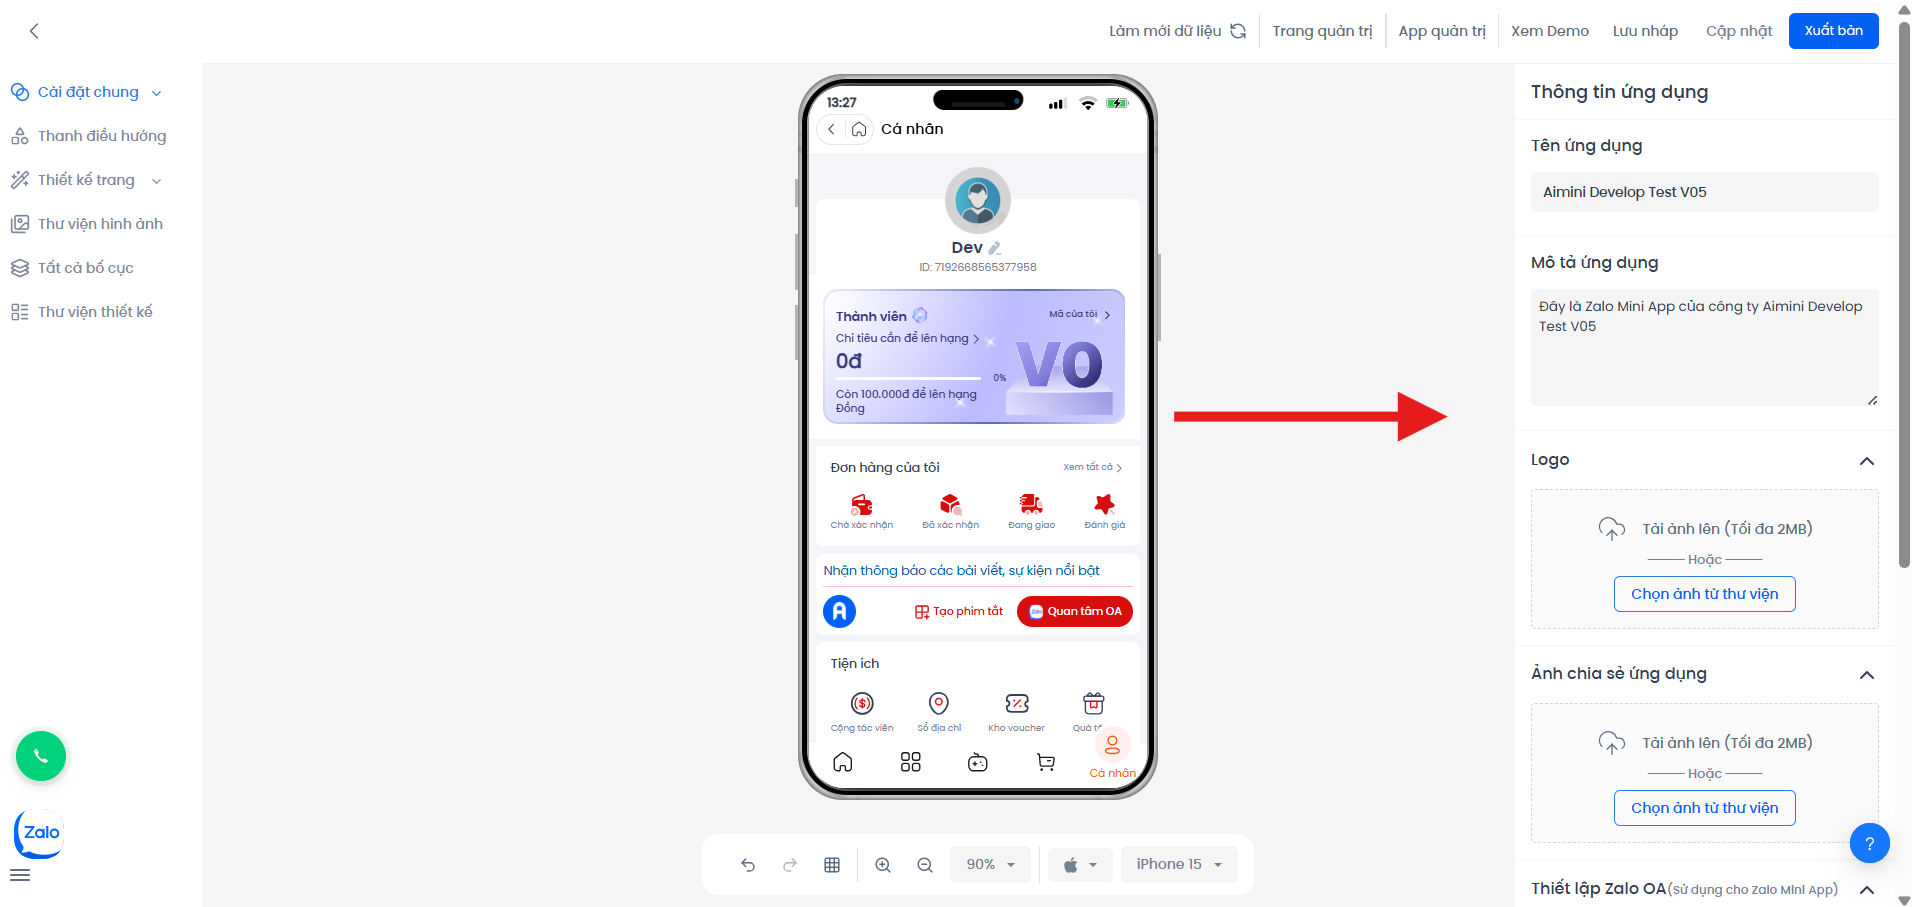 Làm mới dữ liệu
Trang quản trị
App quản trị
Xem Demo
Lưu nháp
Cập nhật
Xuất bản
Cài đặt chung
Thanh điều hướng
Thiết kế trang
Thư viện hình ảnh
Tất cả bố cục
Thư viện thiết kế
Zalo
13:27
Cá nhân
Dev
ID: 7192668565377958
Thành viên
Mã của tôi
Chi tiêu cần để lên hạng
0đ
0%
V0
Còn 100.000đ để lên hạng
Đồng
Đơn hàng của tôi
Xem tất cả
Chờ xác nhận
Đã xác nhận
Đang giao
Đánh giá
Nhận thông báo các bài viết, sự kiện nổi bật
A
Tạo phím tắt
Quan tâm OA
Tiện ích
Cộng tác viên
Sổ địa chỉ
Kho voucher
Cá nhân
90%
iPhone 15
Thông tin ứng dụng
Tên ứng dụng
Aimini Develop Test V05
Mô tả ứng dụng
Đây là Zalo Mini App của công ty Aimini Develop
Test V05
Logo
Tải ảnh lên (Tối đa 2MB)
Hoặc
Chọn ảnh từ thư viện
Ảnh chia sẻ ứng dụng
Tải ảnh lên (Tối đa 2MB)
Hoặc
Chọn ảnh từ thư viện
?
Thiết lập Zalo OA(Sử dụng cho Zalo Mini App)